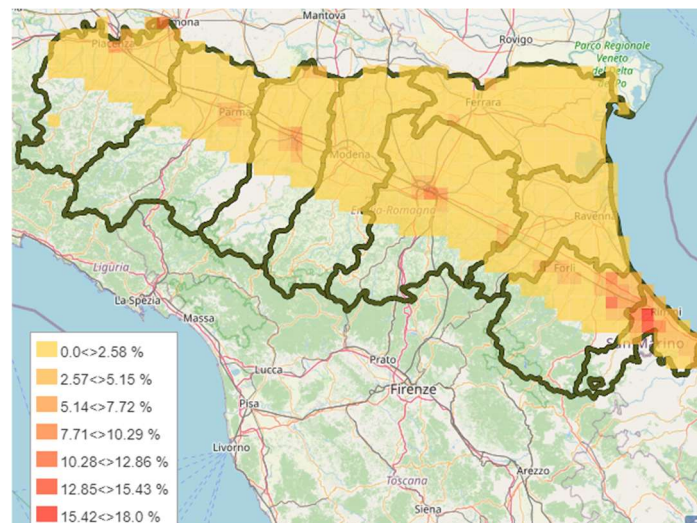 Mantova
Rovigo
Parco Regionale
Veneto
del Delta
Po
Piacenza
Ferrara
Parma
Modena
Emilia-Romagna
Ravenna
Forlì
Rimini
San Marino
Liguria
La Spezia
Massa
Prato
Lucca
Firenze
Pisa
Livorno
Arezzo
Toscana
Siena
0.0<>2.58 %
2.57<>5.15 %
5.14<>7.72 %
7.71<>10.29 %
10.28<>12.86 %
12.85<>15.43 %
15.42<>18.0 %